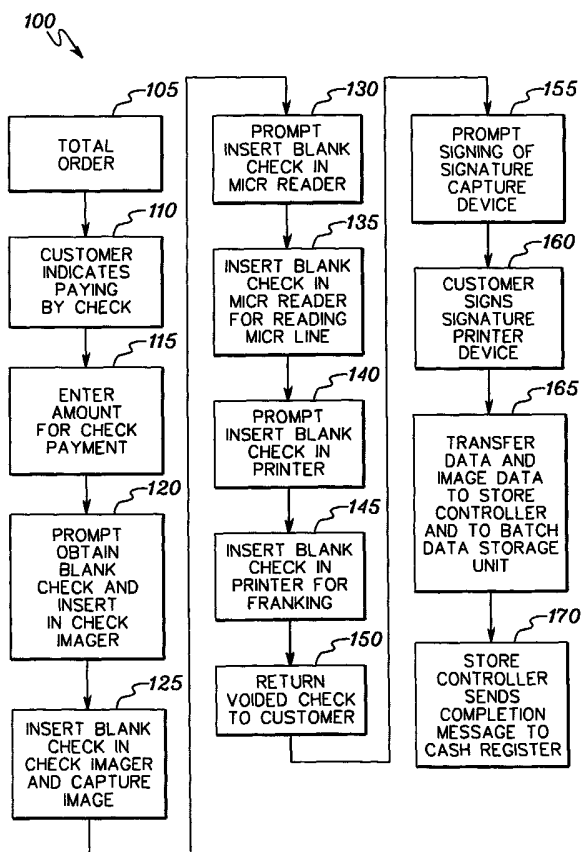 100
105
TOTAL
ORDER
110
CUSTOMER
INDICATES
PAYING
BY CHECK
115
ENTER
AMOUNT
FOR CHECK
PAYMENT
120
PROMPT
OBTAIN
BLANK
CHECK AND
INSERT
IN CHECK
IMAGER
125
INSERT BLANK
CHECK IN
CHECK IMAGER
AND CAPTURE
IMAGE
130
PROMPT
INSERT BLANK
CHECK IN
MICR READER
135
INSERT BLANK
CHECK IN
MICR READER
FOR READING
MICR LINE
140
PROMPT
INSERT BLANK
CHECK IN
PRINTER
145
INSERT BLANK
CHECK IN
PRINTER FOR
FRANKING
150
RETURN
VOIDED CHECK
TO CUSTOMER
155
PROMPT
SIGNING OF
SIGNATURE
CAPTURE
DEVICE
160
CUSTOMER
SIGNS
SIGNATURE
PRINTER
DEVICE
165
TRANSFER
DATA AND
IMAGE DATA
TO STORE
CONTROLLER
AND TO BATCH
DATA STORAGE
UNIT
170
STORE
CONTROLLER
SENDS
COMPLETION
MESSAGE TO
CASH REGISTER